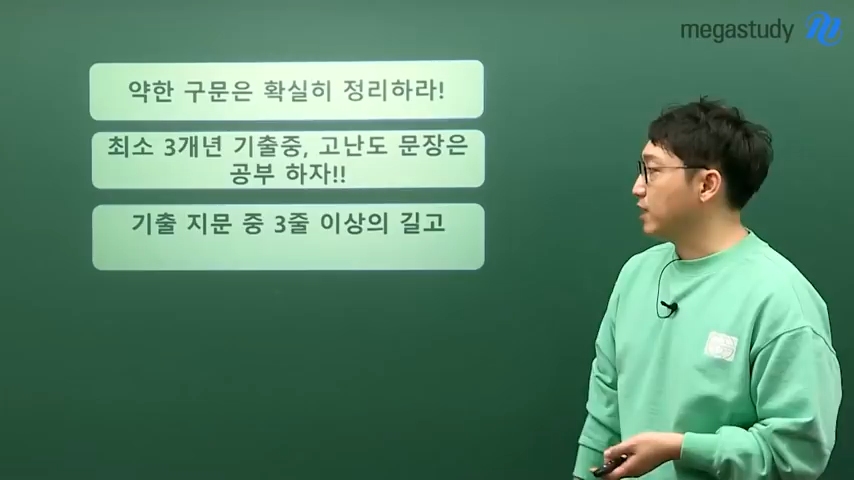 megastudy
약한 구문은 확실히 정리하라!
최소 3개년 기출중, 고난도 문장은
공부 하자!!
기출 지문 중 3줄 이상의 길고